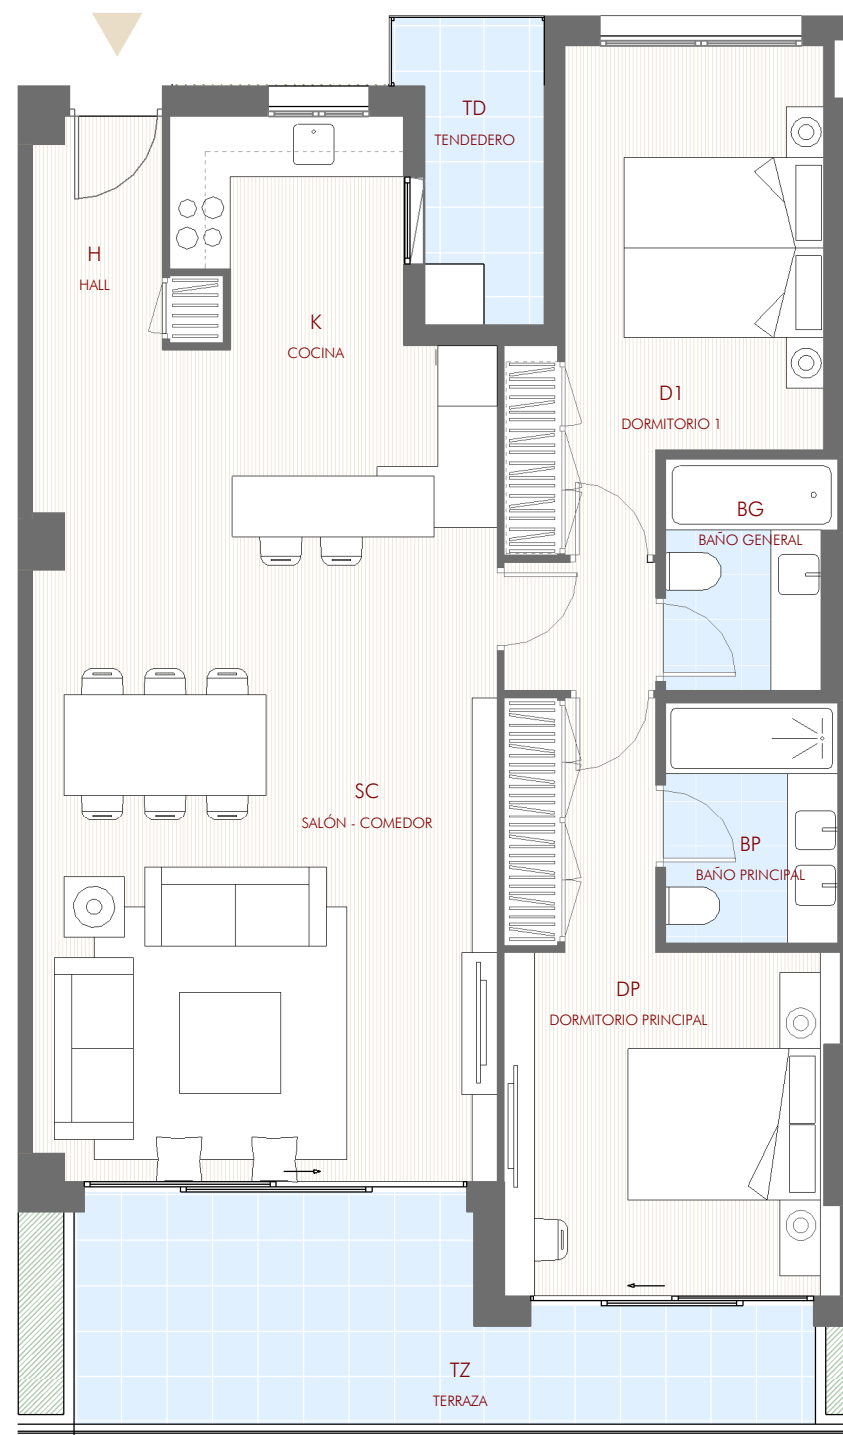 TD
TENDEDERO
H
HALL
K
COCINA
D1
DORMITORIO 1
BG
BAÑO GENERAL
SC
SALÓN - COMEDOR
BP
BAÑO PRINCIPAL
DP
DORMITORIO PRINCIPAL
TZ
TERRAZA